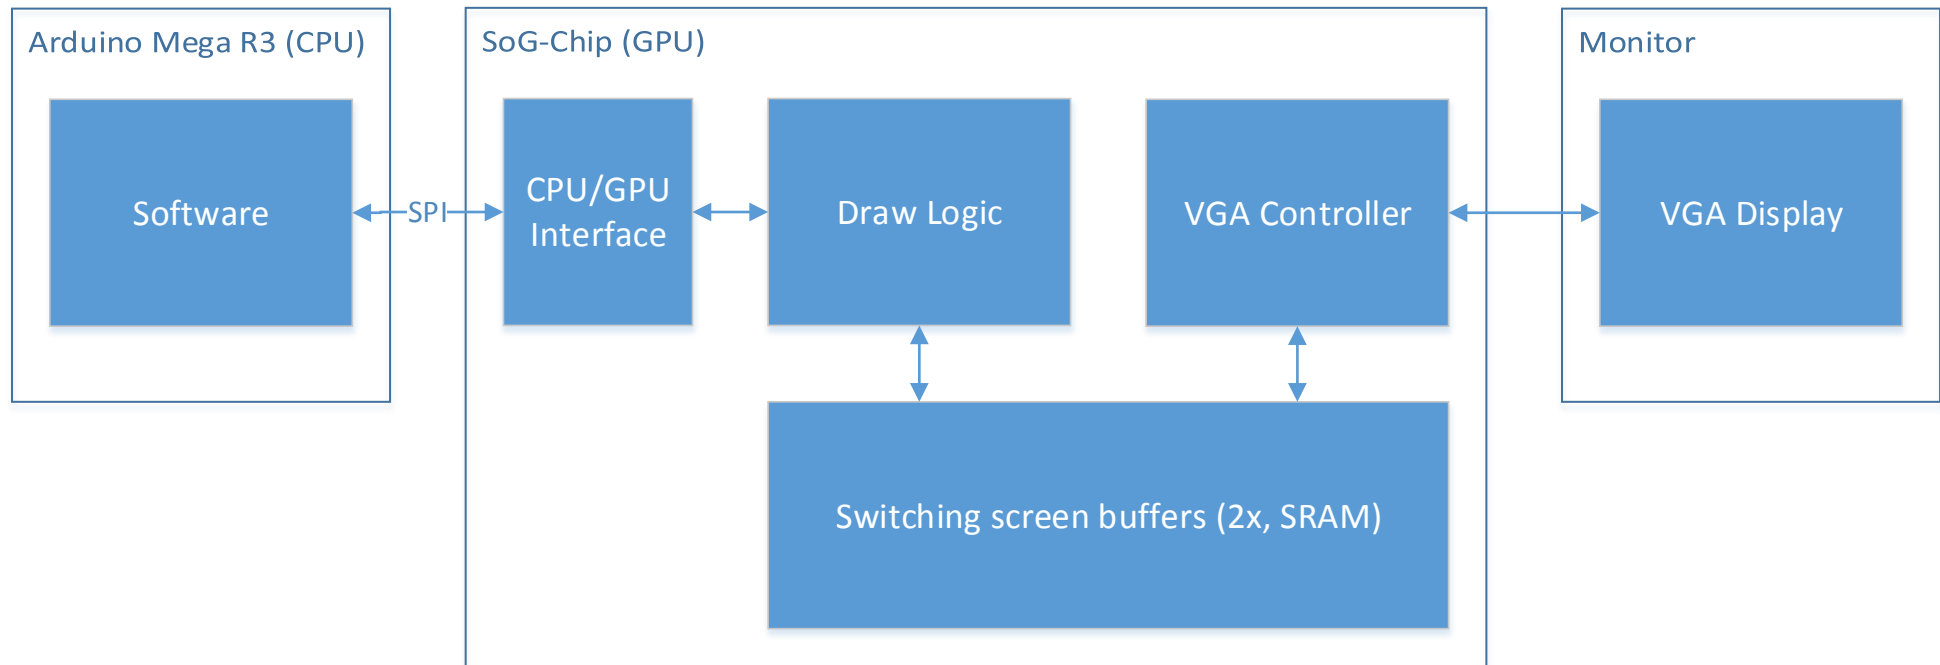 Arduino Mega R3 (CPU)
Software
SPI
SoG-Chip (GPU)
CPU/GPU
Interface
Draw Logic
VGA Controller
Switching screen buffers (2x, SRAM)
Monitor
VGA Display